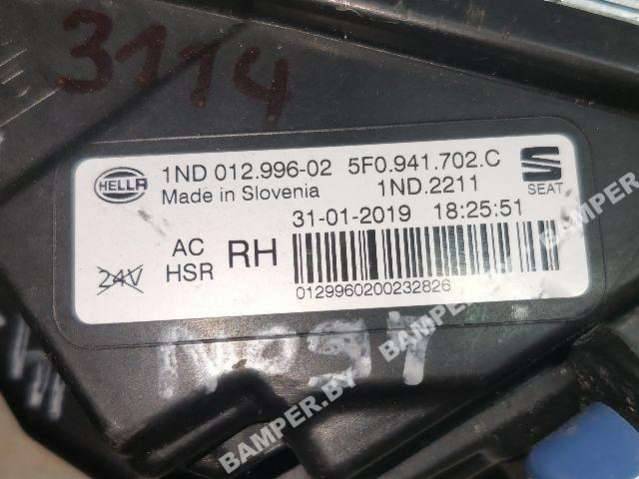 3114
HELLA
1ND 012.996-02 5F0.941.702.C
Made in Slovenia 1ND.2211
SEAT
31-01-2019 18:25:51
24V
AC
HSR
RH
0129960200232826
BAMPER.BY
BAMPER.BY
BAMPER.BY